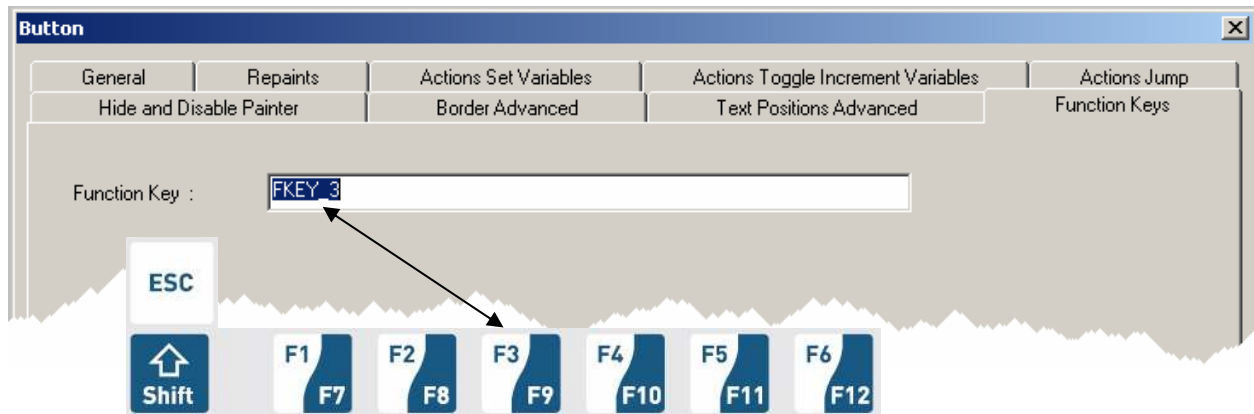 Button
General Repaints Actions Set Variables Actions Toggle Increment Variables Actions Jump
Hide and Disable Painter Border Advanced Text Positions Advanced Function Keys
Function Key : FKEY_3
ESC
Shift F1 F7 F2 F8 F3 F9 F4 F10 F5 F11 F6 F12